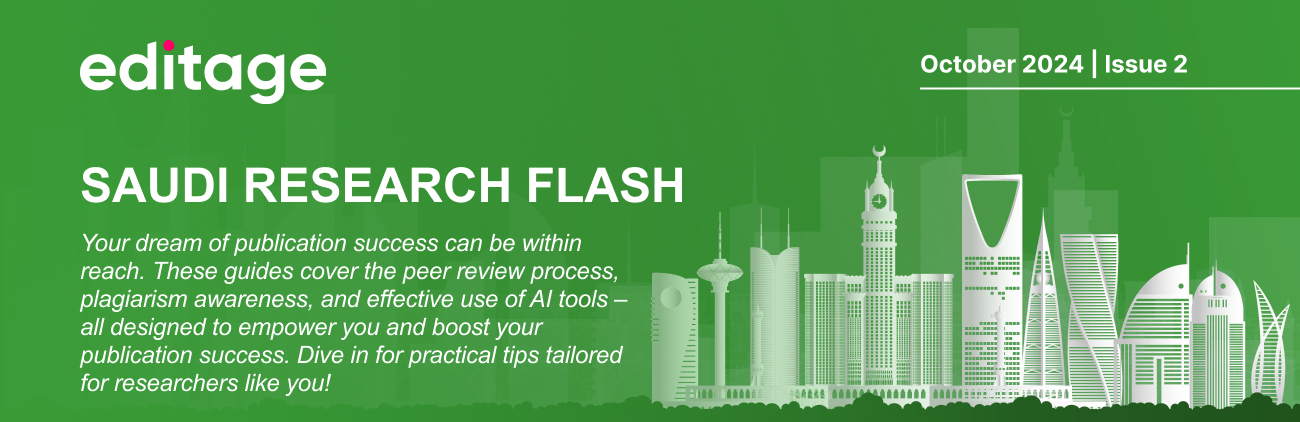 editage
October 2024 | Issue 2
SAUDI RESEARCH FLASH
Your dream of publication success can be within
reach. These guides cover the peer review process,
plagiarism awareness, and effective use of AI tools –
all designed to empower you and boost your
publication success. Dive in for practical tips tailored
for researchers like you!